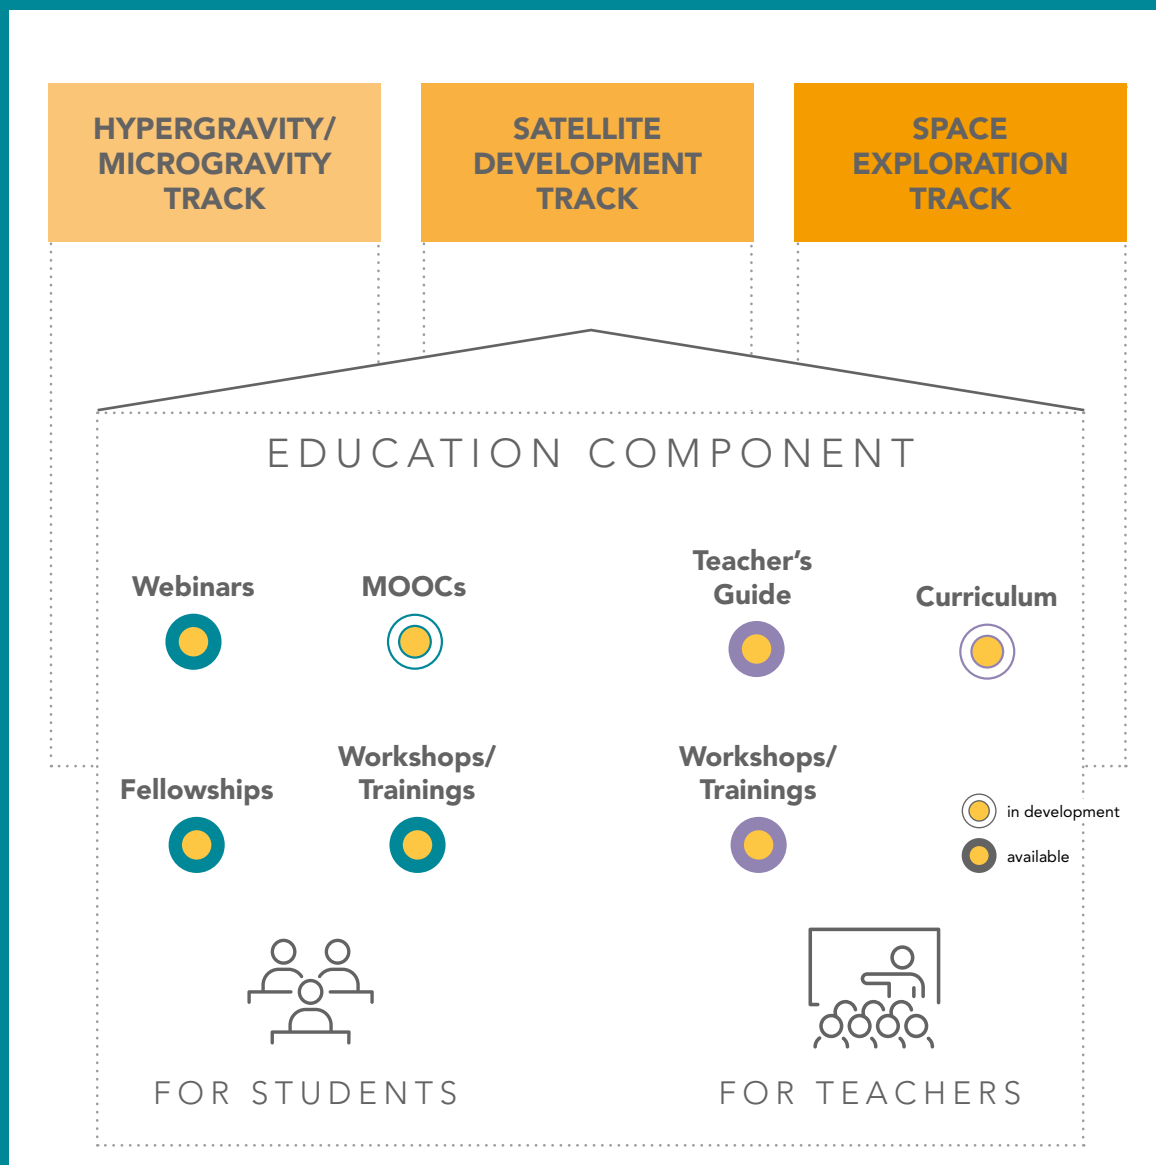 HYPERGRAVITY/
MICROGRAVITY
TRACK
SATELLITE
DEVELOPMENT
TRACK
SPACE
EXPLORATION
TRACK
EDUCATION COMPONENT
Webinars
MOOCs
Teacher’s
Guide
Curriculum
Fellowships
Workshops/
Trainings
Workshops/
Trainings
in development
available
FOR STUDENTS
FOR TEACHERS